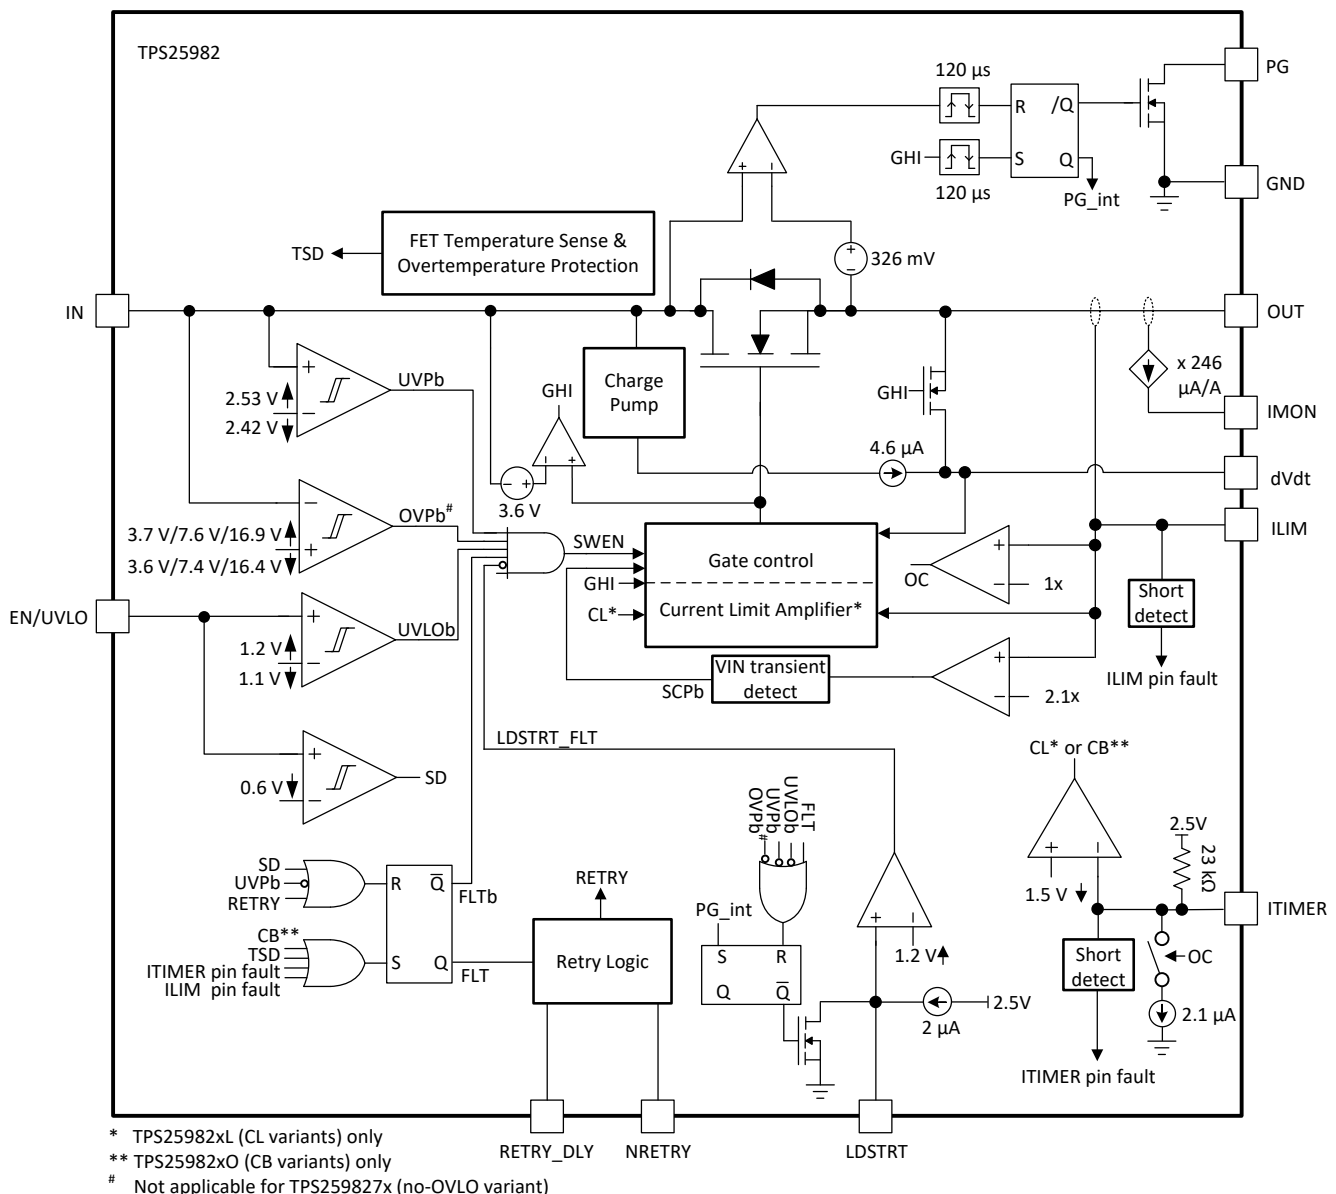 TPS25982
120 µs
PG
R
/Q
GHI
S
Q
120 µs
PG_int
GND
+
–
TSD
FET Temperature Sense &
Overtemperature Protection
+
–
326 mV
IN
OUT
+
UVPb
2.53 V
–
2.42 V
GHI
Charge
Pump
GHI
x 246
µA/A
IMON
4.6 µA
dVdt
–
+
– +
3.6 V
–
OVPb#
3.7 V/7.6 V/16.9 V
+
3.6 V/7.4 V/16.4 V
SWEN
Gate control
GHI
CL*
Current Limit Amplifier*
OC
+
–
1x
ILIM
Short
detect
ILIM pin fault
EN/UVLO
+
UVLOb
1.2 V
–
1.1 V
SCPb
VIN transient
detect
+
–
2.1x
LDSTRT_FLT
+
0.6 V
–
SD
CL* or CB**
+
–
1.5 V
2.5V
23 kΩ
ITIMER
OVPb#
UVPb
UVLOb
FLT
SD
UVPb
RETRY
R
Q
FLTb
CB**
TSD
ITIMER pin fault
ILIM pin fault
S
Q
FLT
RETRY
Retry Logic
PG_int
S
R
Q
Q
+
–
1.2 V
2.5V
2 µA
Short
detect
OC
2.1 µA
ITIMER pin fault
RETRY_DLY
NRETRY
LDSTRT
* TPS25982xL (CL variants) only
** TPS25982xO (CB variants) only
# Not applicable for TPS259827x (no-OVLO variant)